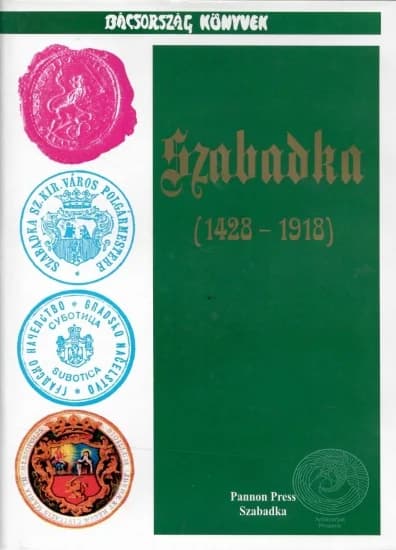 BÁCSORSZÁG KÖNYVEK
Szabadka
(1428 – 1918)
SZABADKA SZ. KIR. VÁROS POLGÁRMESTERE
ГРАДСКО НАЧЕЛСТВО * GRADSKO NAČELSTVO *
СУБОТИЦА
SUBOTICA
Pannon Press
Szabadka
Antikvárium